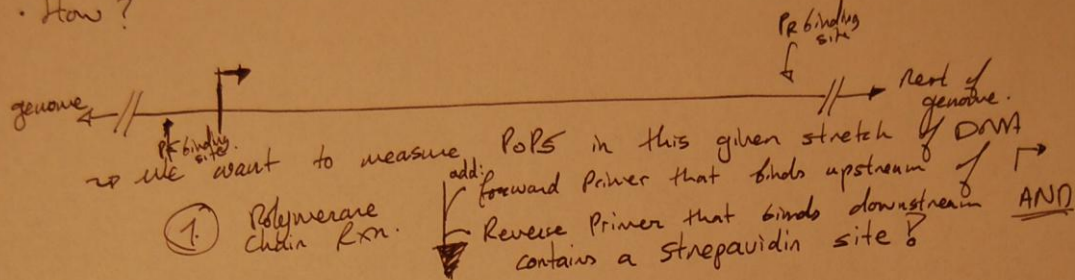 · How?
PR binding
site
genome
Rest of
genome.
PF binding
site.
→ we want to measure PoPS in this given stretch of DNA
add:
forward Primer that binds upstream of
1. Polymerase
Chain Rxn.
Reverse Primer that binds downstream AND
contains a strepavidin site!